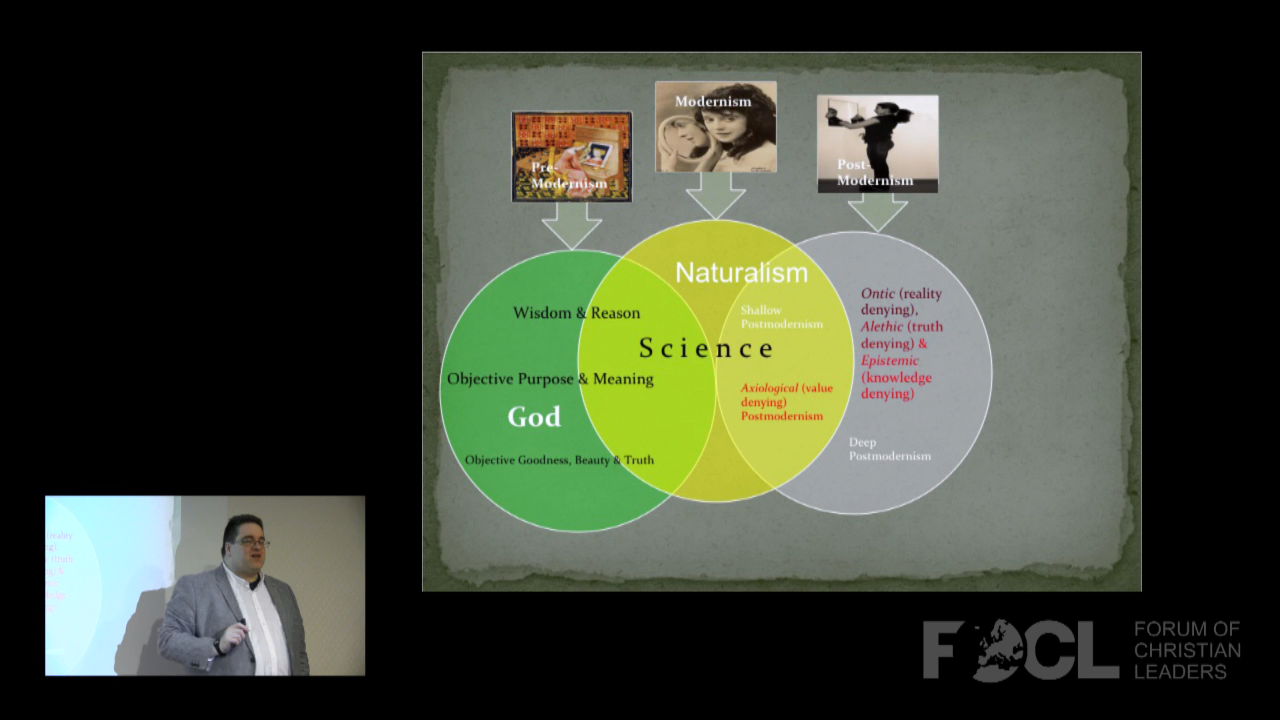 Pre-
Modernism
Modernism
Post-
Modernism
Wisdom & Reason
Objective Purpose & Meaning
God
Objective Goodness, Beauty & Truth
Naturalism
Shallow
Postmodernism
Science
Axiological (value
denying)
Postmodernism
Ontic (reality
denying),
Alethic (truth
denying) &
Epistemic
(knowledge
denying)
Deep
Postmodernism
FOCL
FORUM OF
CHRISTIAN
LEADERS